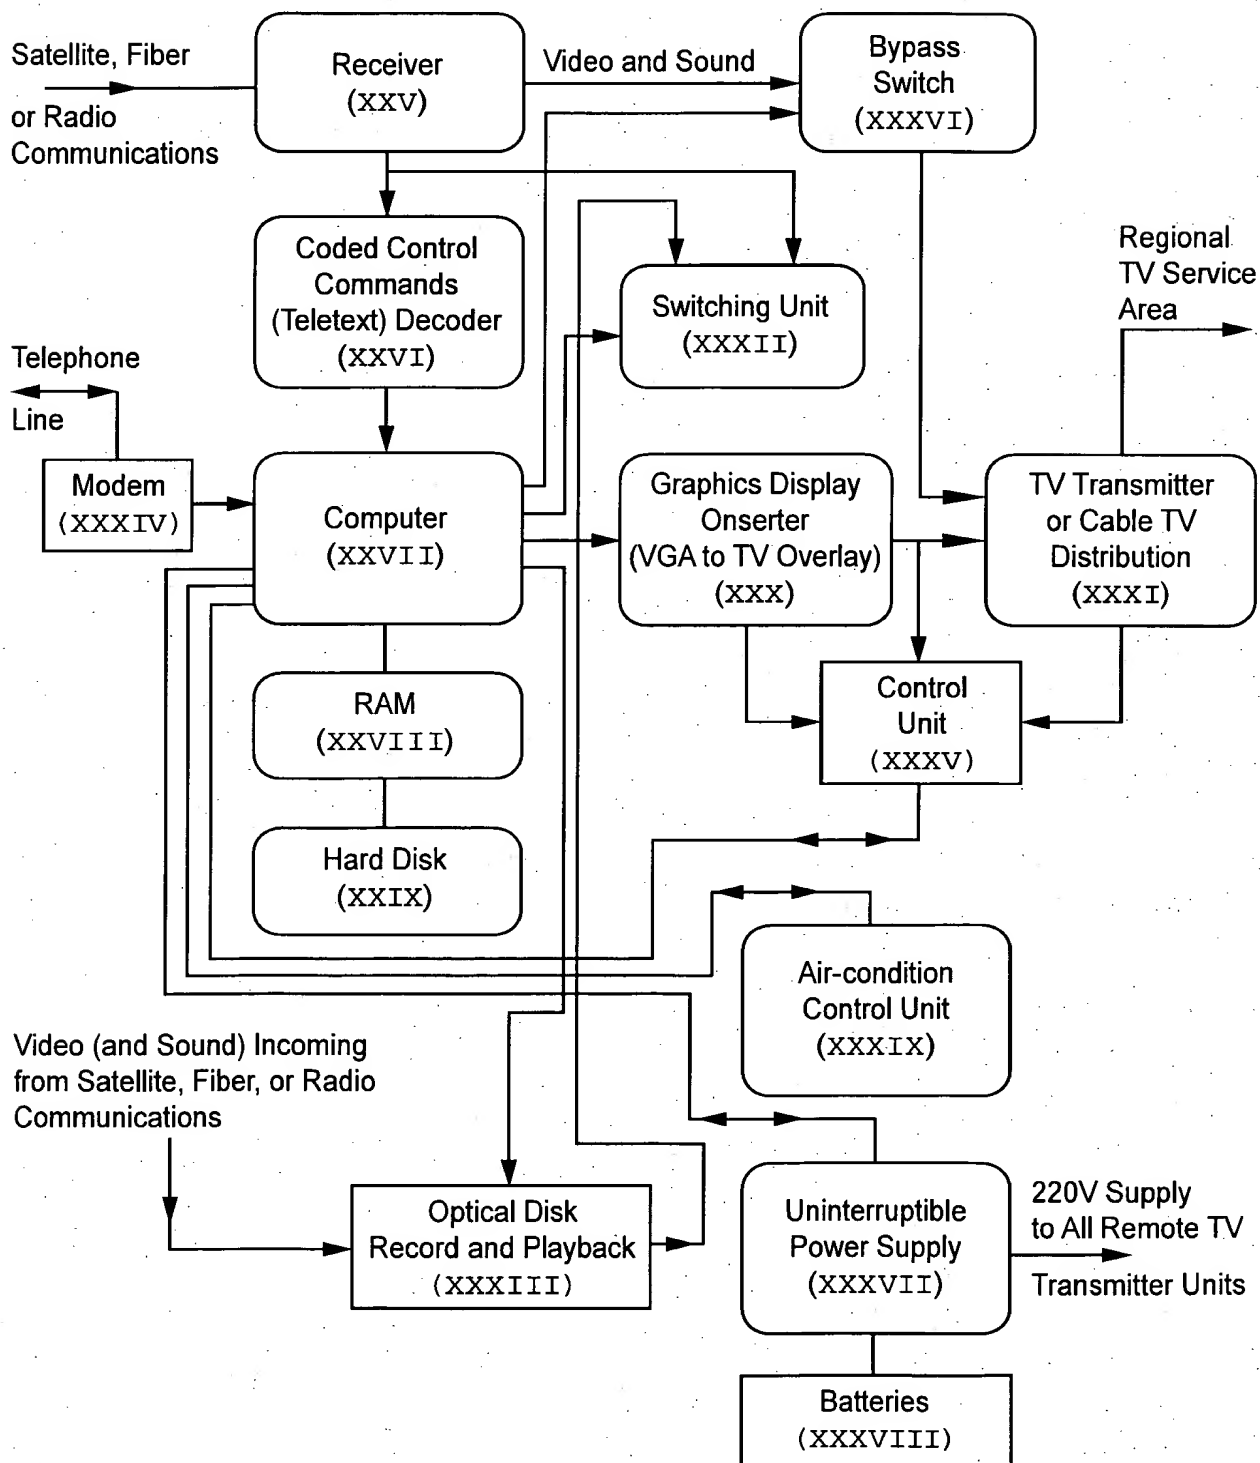 Satellite, Fiber
or Radio
Communications
Receiver
(XXV)
Video and Sound
Bypass
Switch
(XXXVI)
Coded Control
Commands
(Teletext) Decoder
(XXVI)
Switching Unit
(XXXII)
Regional
TV Service
Area
Telephone
Line
Modem
(XXXIV)
Computer
(XXVII)
Graphics Display
Onserter
(VGA to TV Overlay)
(XXX)
TV Transmitter
or Cable TV
Distribution
(XXXI)
RAM
(XXVIII)
Control
Unit
(XXXV)
Hard Disk
(XXIX)
Air-condition
Control Unit
(XXXIX)
Video (and Sound) Incoming
from Satellite, Fiber, or Radio
Communications
Optical Disk
Record and Playback
(XXXIII)
Uninterruptible
Power Supply
(XXXVII)
220V Supply
to All Remote TV
Transmitter Units
Batteries
(XXXVIII)